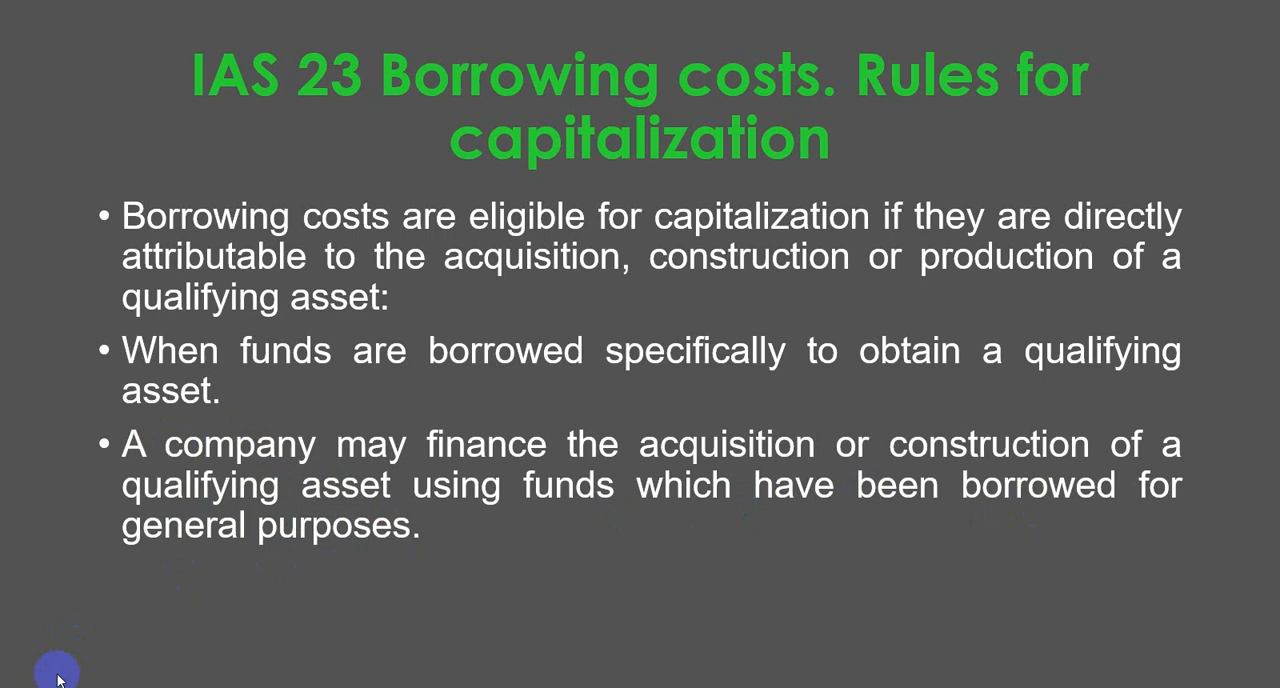 IAS 23 Borrowing costs. Rules for
capitalization
• Borrowing costs are eligible for capitalization if they are directly
attributable to the acquisition, construction or production of a
qualifying asset:
• When funds are borrowed specifically to obtain a qualifying
asset.
• A company may finance the acquisition or construction of a
qualifying asset using funds which have been borrowed for
general purposes.